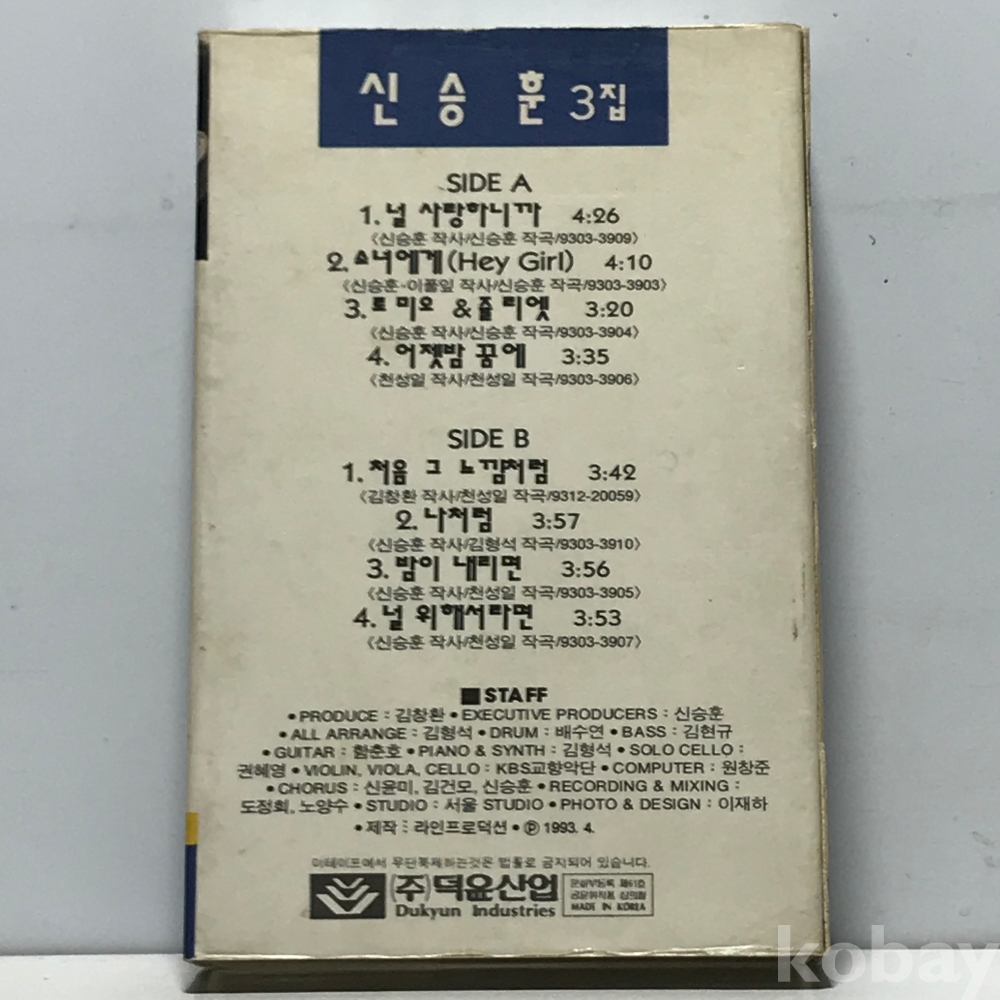 신승훈 3집
SIDE A
1. 널 사랑하니까 4:26
《신승훈 작사/신승훈 작곡/9303-3909》
2. 소녀에게(Hey Girl) 4:10
《신승훈·이풀잎 작사/신승훈 작곡/9303-3903》
3. 로미오 & 줄리엣 3:20
《신승훈 작사/신승훈 작곡/9303-3904》
4. 어젯밤 꿈에 3:35
《천성일 작사/천성일 작곡/9303-3906》
SIDE B
1. 처음 그 느낌처럼 3:42
《김창환 작사/천성일 작곡/9312-20059》
2. 나처럼 3:57
《신승훈 작사/김형석 작곡/9303-3910》
3. 밤이 내리면 3:56
《신승훈 작사/천성일 작곡/9303-3905》
4. 널 위해서라면 3:53
《신승훈 작사/천성일 작곡/9303-3907》
■ STAFF
• PRODUCE : 김창환 • EXECUTIVE PRODUCERS : 신승훈
• ALL ARRANGE : 김형석 • DRUM : 배수연 • BASS : 김현규
• GUITAR : 함춘호 • PIANO & SYNTH : 김형석 • SOLO CELLO :
권혜영 • VIOLIN, VIOLA, CELLO : KBS교향악단 • COMPUTER : 원창준
• CHORUS : 신윤미, 김건모, 신승훈 • RECORDING & MIXING :
도정회, 노양수 • STUDIO : 서울 STUDIO • PHOTO & DESIGN : 이재하
• 제작 : 라인프로덕션 • ℗ 1993. 4.
이테이프에서 무단복제하는것은 법률로 금지되어 있습니다.
(주)덕윤산업
Dukyun Industries
제61호
MADE IN KOREA
kobay